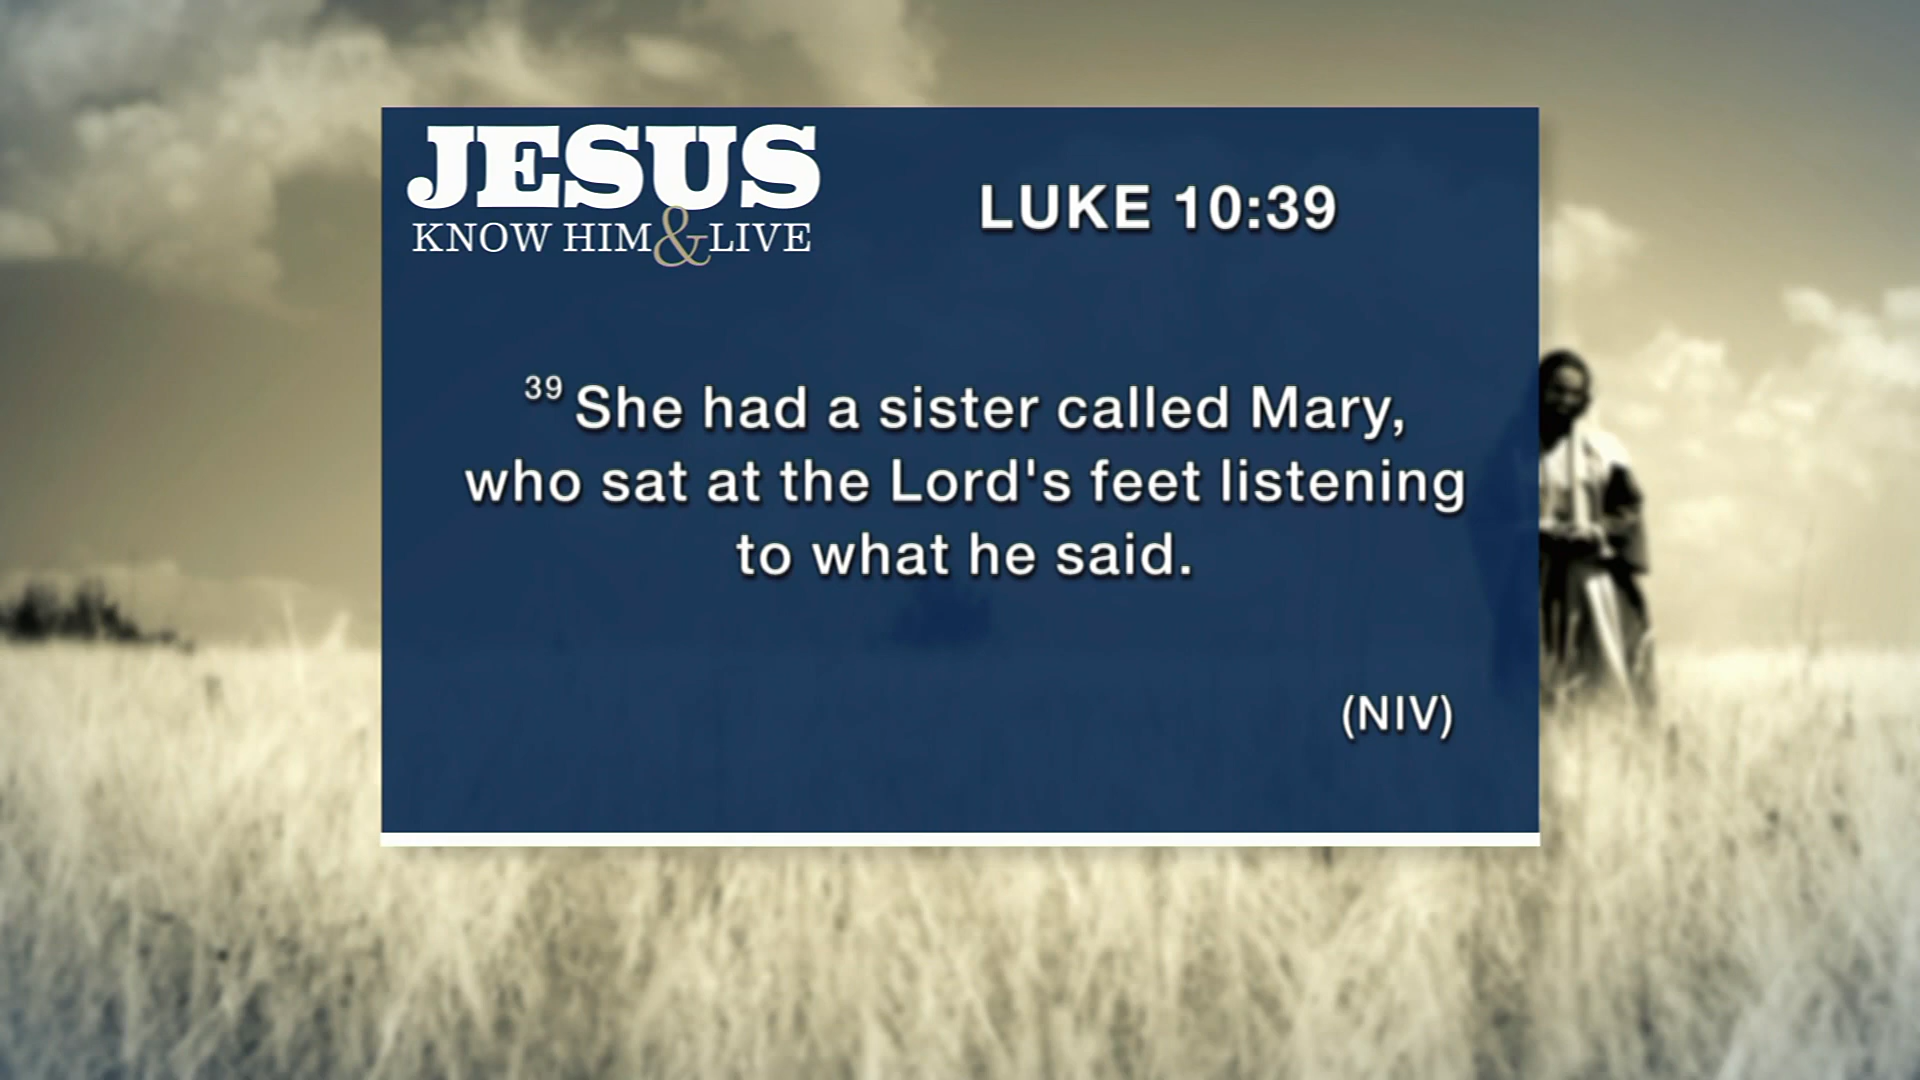 JESUS
KNOW HIM & LIVE
LUKE 10:39
39 She had a sister called Mary,
who sat at the Lord's feet listening
to what he said.
(NIV)